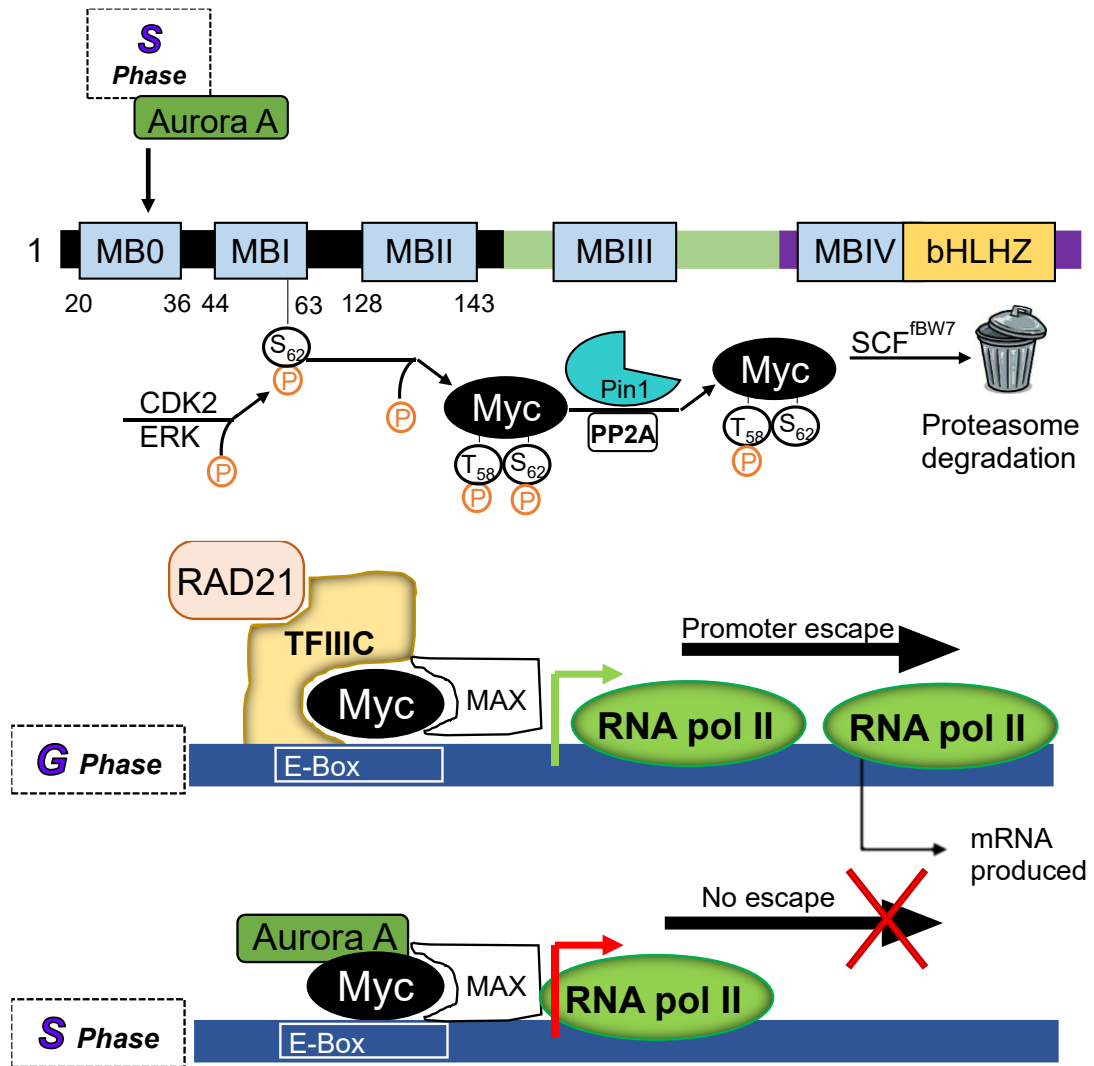 S
Phase
Aurora A
1
MB0
MBI
MBII
MBIII
MBIV
bHLHZ
20
36
44
63
128
143
S62
P
CDK2
ERK
P
P
Myc
T58
S62
P
P
Pin1
PP2A
Myc
T58
S62
P
SCF fBW7
Proteasome
degradation
RAD21
TFIIIC
Myc
MAX
Promoter escape
RNA pol II
RNA pol II
G Phase
E-Box
mRNA
produced
No escape
Aurora A
Myc
MAX
RNA pol II
S Phase
E-Box